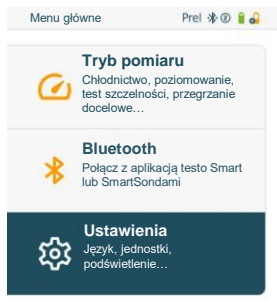 Menu główne Prel
Tryb pomiaru
Chłodnictwo, poziomowanie,
test szczelności, przegrzanie
docelowe...
Bluetooth
Połącz z aplikacją testo Smart
lub SmartSondami
Ustawienia
Język, jednostki,
podświetlenie...